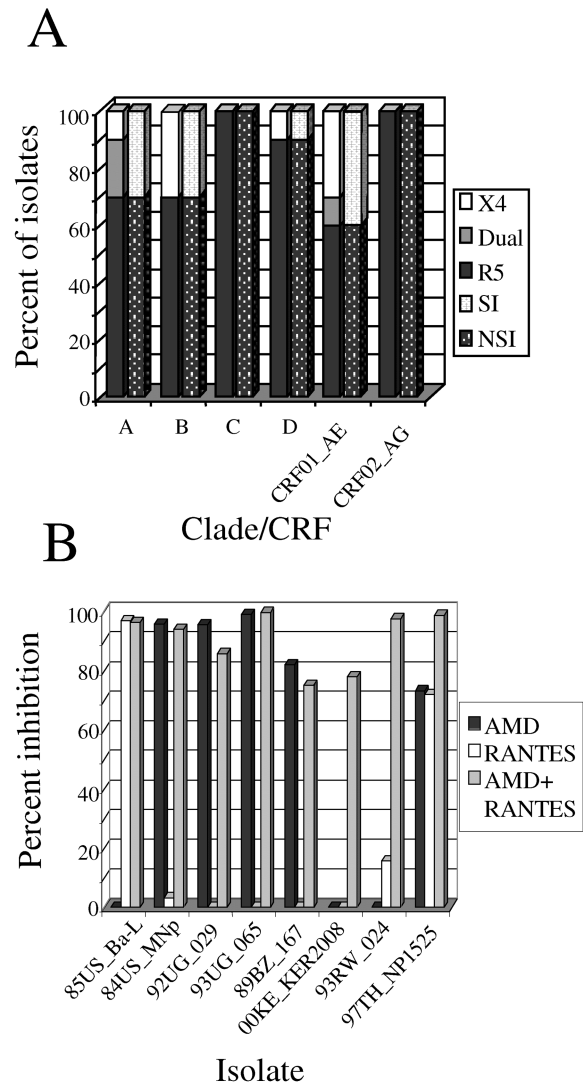 A
Percent of isolates
100
80
60
40
20
0
A
B
C
D
CRF01_AE
CRF02_AG
Clade/CRF
X4
Dual
R5
SI
NSI
B
Percent inhibition
100
80
60
40
20
0
85US_Ba-L
84US_MNp
92UG_029
93UG_065
89BZ_167
00KE_KER2008
93RW_024
97TH_NP1525
Isolate
AMD
RANTES
AMD+
RANTES